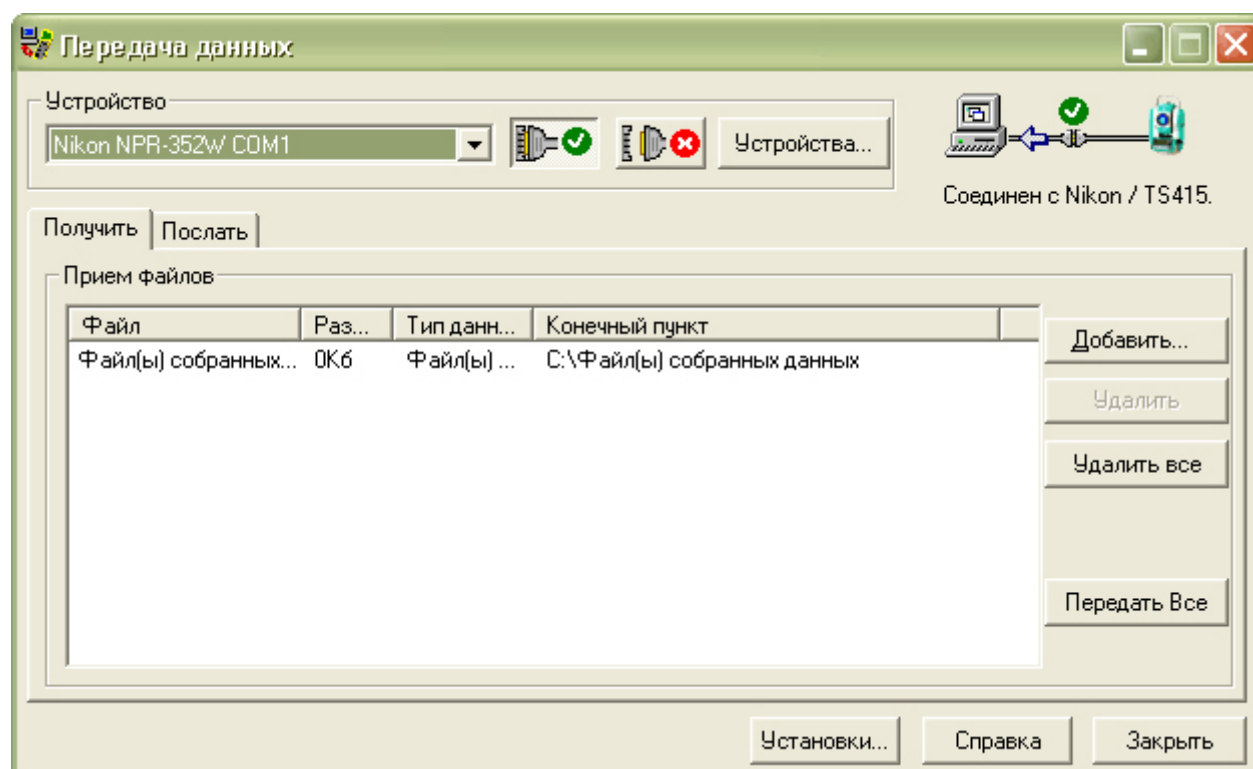 Передача данных
Устройство
Nikon NPR-352W COM1
Устройства...
Соединен с Nikon / TS415.
Получить Послать
Прием файлов
Файл Раз... Тип данн... Конечный пункт
Файл(ы) собранных... 0Кб Файл(ы) ... C:\Файл(ы) собранных данных
Добавить...
Удалить
Удалить все
Передать Все
Установки... Справка Закрыть